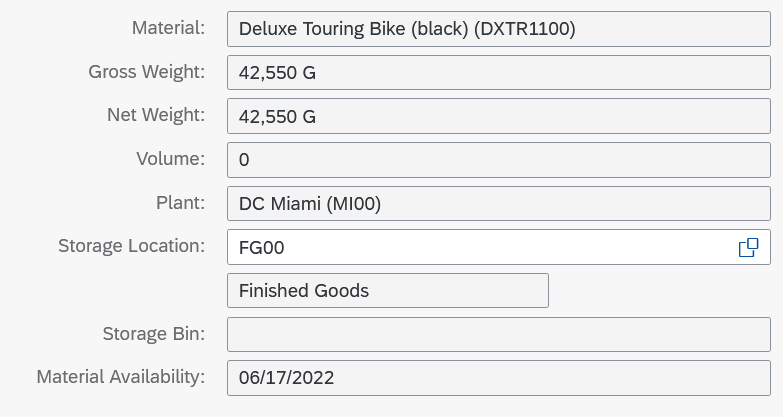 Material: Deluxe Touring Bike (black) (DXTR1100)
Gross Weight: 42,550 G
Net Weight: 42,550 G
Volume: 0
Plant: DC Miami (MI00)
Storage Location: FG00
Finished Goods
Storage Bin:
Material Availability: 06/17/2022